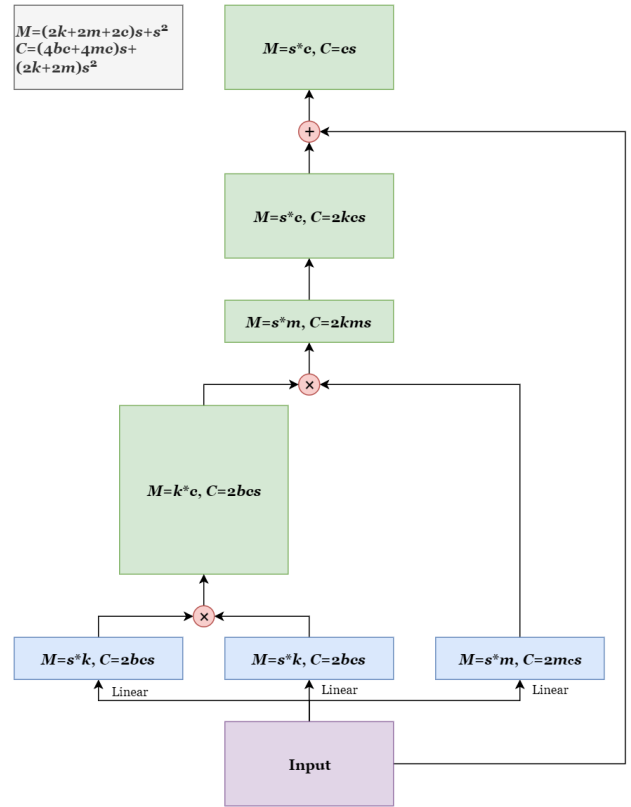 M=(2k+2m+2c)s+s²
C=(4bc+4mc)s+
(2k+2m)s²
M=s*c, C=cs
+
M=s*c, C=2kcs
M=s*m, C=2kms
×
M=k*c, C=2bcs
×
M=s*k, C=2bcs
M=s*k, C=2bcs
M=s*m, C=2mcs
Linear
Linear
Linear
Input